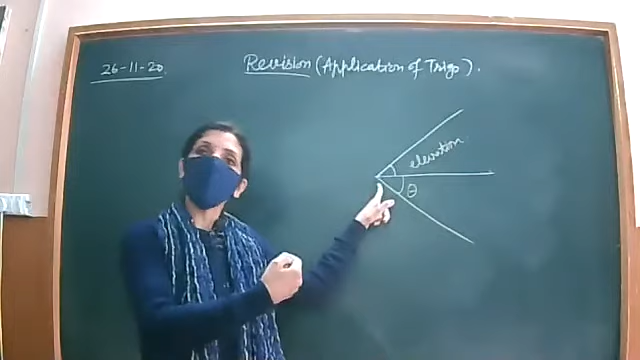 26-11-20
Revision (Application of Trigo).
elevation
θ